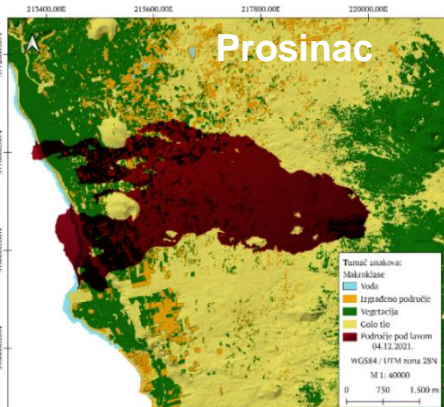 215400.00E 215600.00E 217800.00E 220000.00E
Prosinac
Tumač znakova:
Makroklase
Voda
Izgrađeno područje
Vegetacija
Golo tlo
Područje pod lavom
04.12.2021.
WGS84 / UTM zona 28N
M 1: 40000
0 750 1.500 m